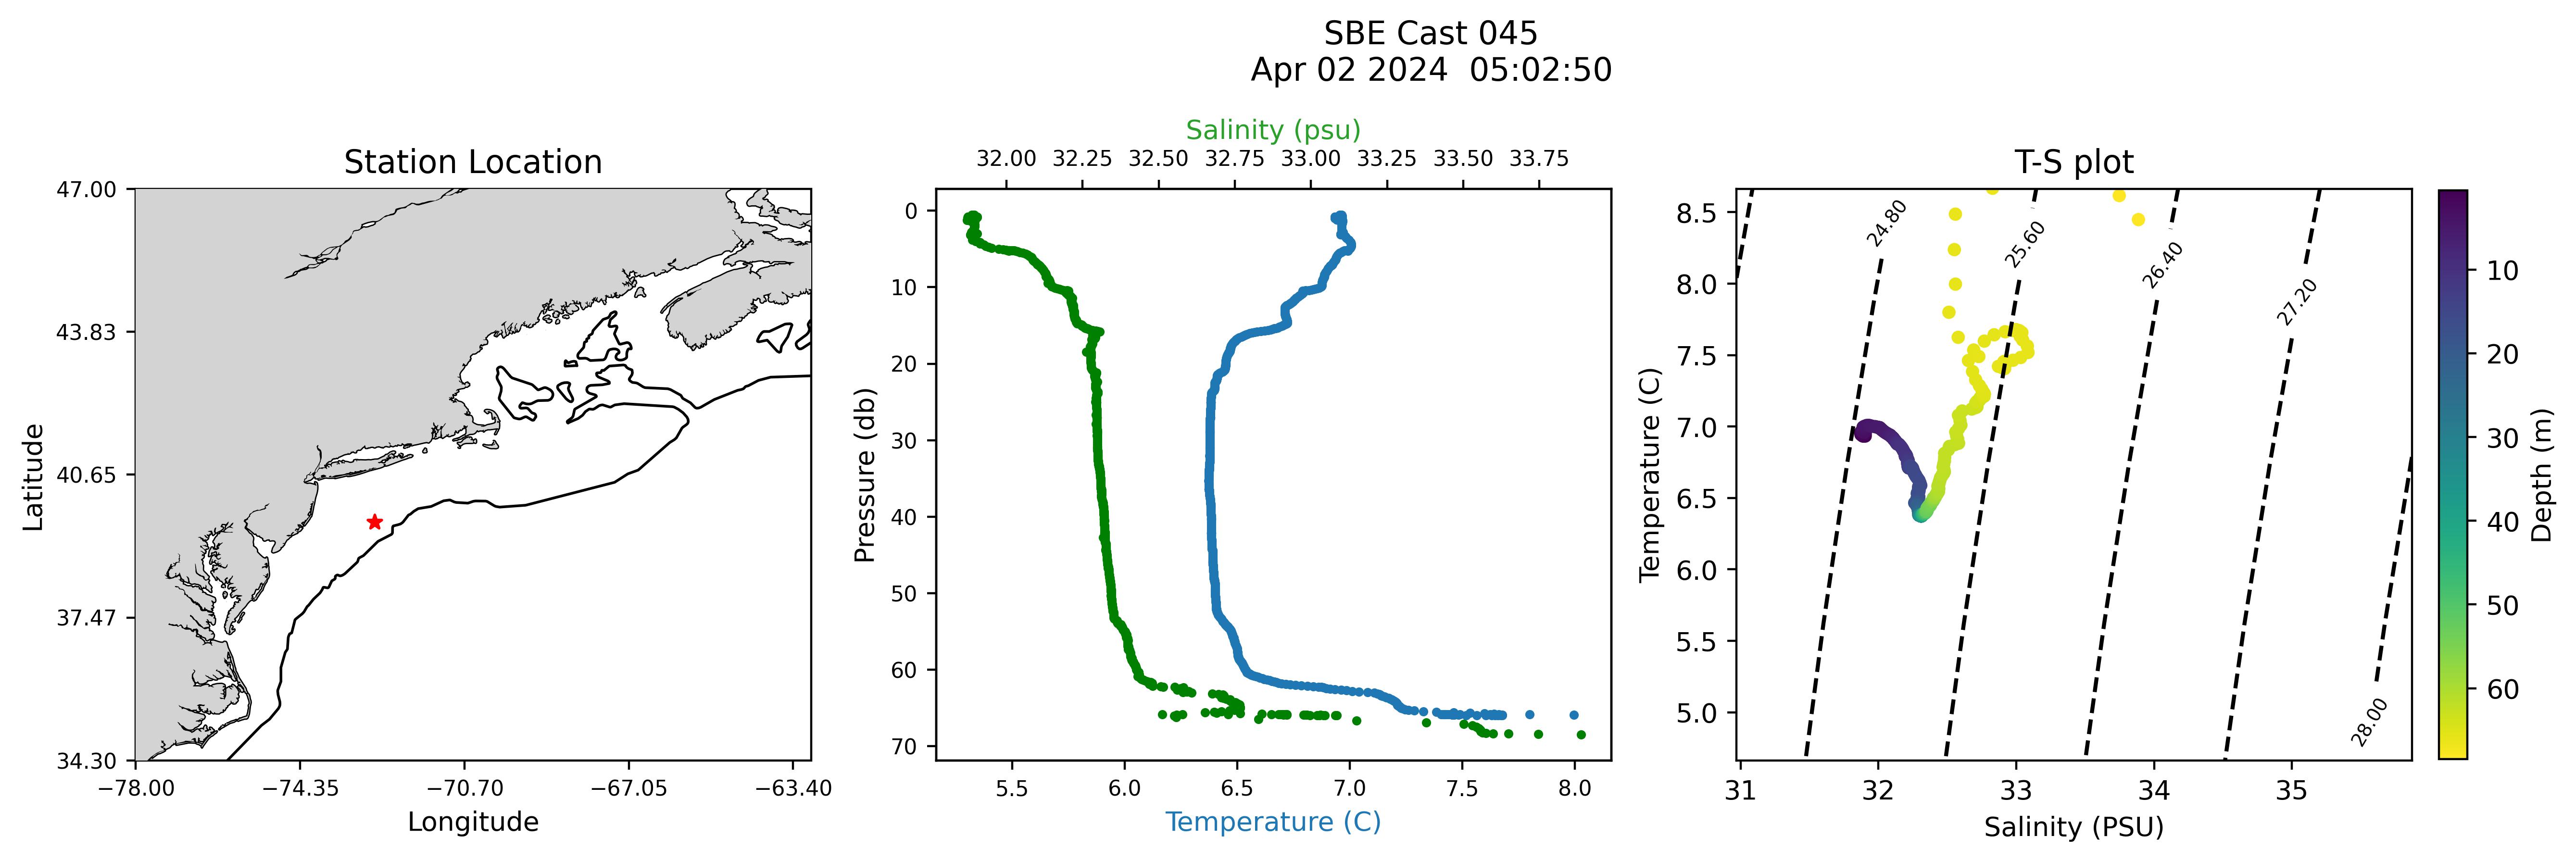 SBE Cast 045
Apr 02 2024  05:02:50
Station Location
47.00
43.83
40.65
37.47
34.30
Latitude
−78.00 −74.35 −70.70 −67.05 −63.40
Longitude
Salinity (psu)
32.00 32.25 32.50 32.75 33.00 33.25 33.50 33.75
0
10
20
30
40
50
60
70
Pressure (db)
5.5 6.0 6.5 7.0 7.5 8.0
Temperature (C)
T-S plot
8.5
8.0
7.5
7.0
6.5
6.0
5.5
5.0
Temperature (C)
24.80
25.60
26.40
27.20
28.00
31 32 33 34 35
Salinity (PSU)
10
20
30
40
50
60
Depth (m)